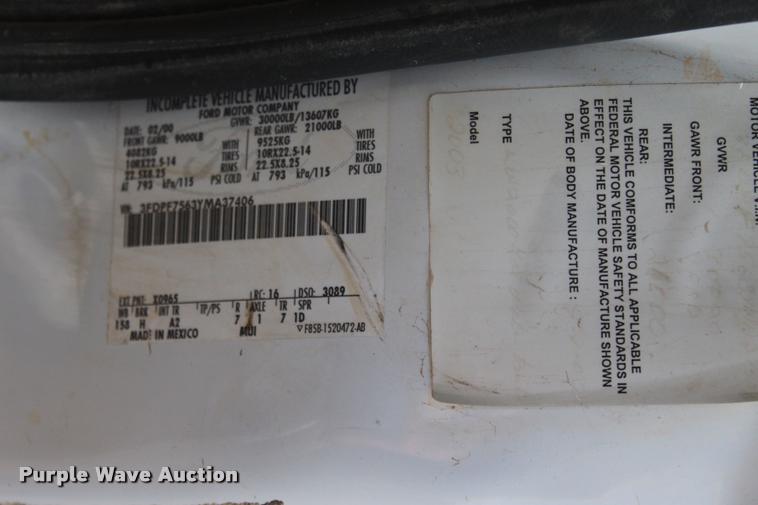 INCOMPLETE VEHICLE MANUFACTURED BY
FORD MOTOR COMPANY
DATE: 02/00 GVWR: 30000LB/13607KG
FRONT GAWR: 9000LB REAR GAWR: 21000LB
4082KG WITH 9525KG WITH
10RX22.5-14 TIRES 10RX22.5-14 TIRES
22.5X8.25 RIMS 22.5X8.25 RIMS
AT 793 kPa/115 PSI COLD AT 793 kPa/115 PSI COLD
VIN: 3FDPF7563YMA37406
EXT PNT: X0965 RC: 16 DSO: 3089
WB BRK INT TR TP/PS R AXLE TR SPR
158 H A2 7 1 7 1D
MADE IN MEXICO MUI ▽ F85B-1520472-AB
GVWR
GAWR FRONT:
INTERMEDIATE:
REAR:
THIS VEHICLE COMFORMS TO ALL APPLICABLE
FEDERAL MOTOR VEHICLE SAFETY STANDARDS IN
EFFECT ON THE DATE OF MANUFACTURE SHOWN
ABOVE.
DATE OF BODY MANUFACTURE :
TYPE
Model
Purple Wave Auction